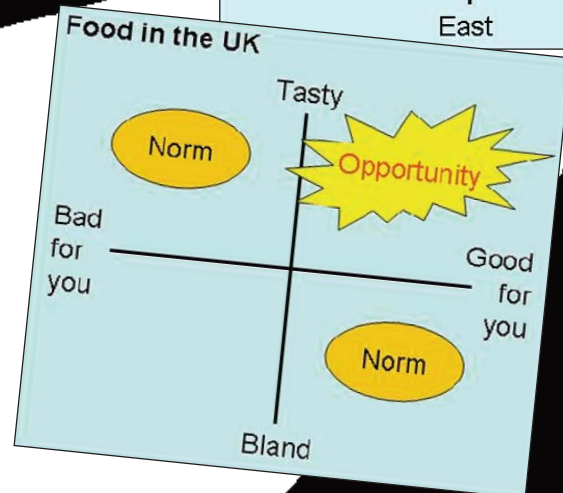 East
Food in the UK
Tasty
Norm
Opportunity
Bad
for
you
Good
for
you
Norm
Bland